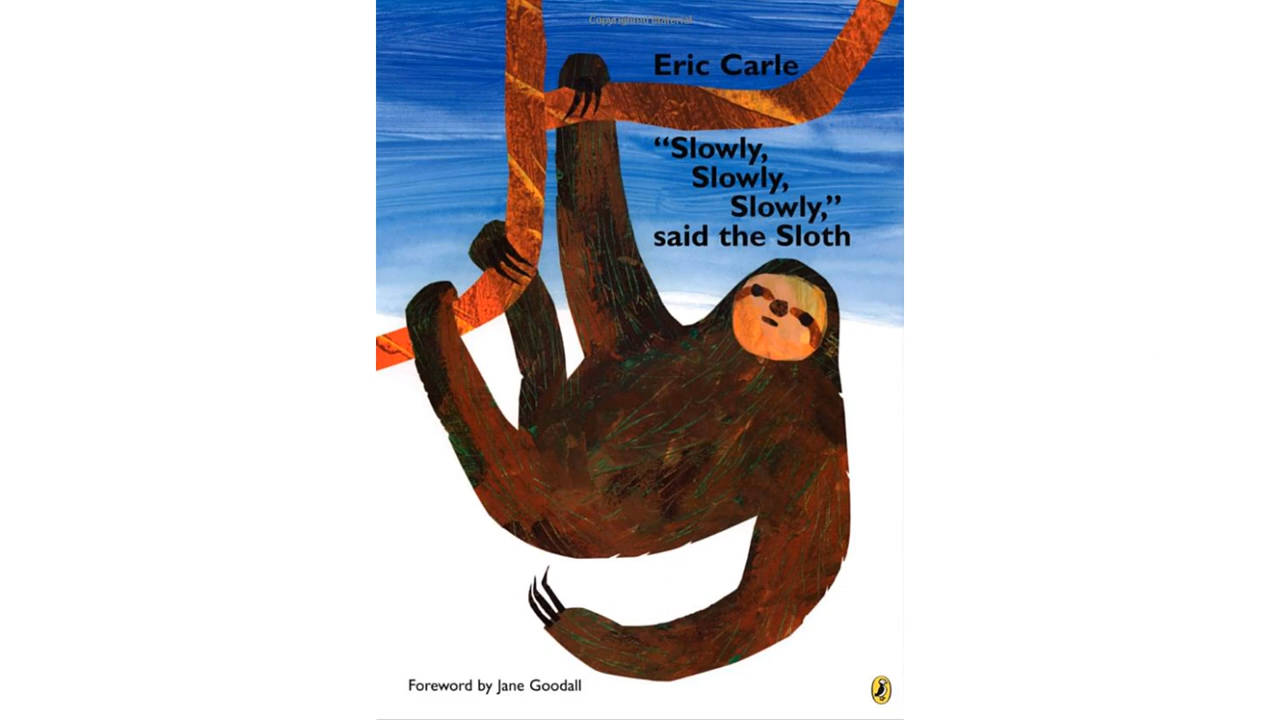 Copyrighted Material
Eric Carle
“Slowly,
Slowly,
Slowly,”
said the Sloth
Foreword by Jane Goodall